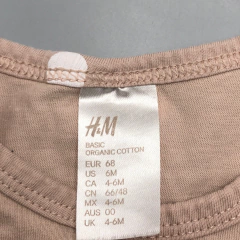 H&M
BASIC
ORGANIC COTTON
EUR 68
US 6M
CA 4-6M
CN 66/48
MX 4-6M
AUS 00
UK 4-6M